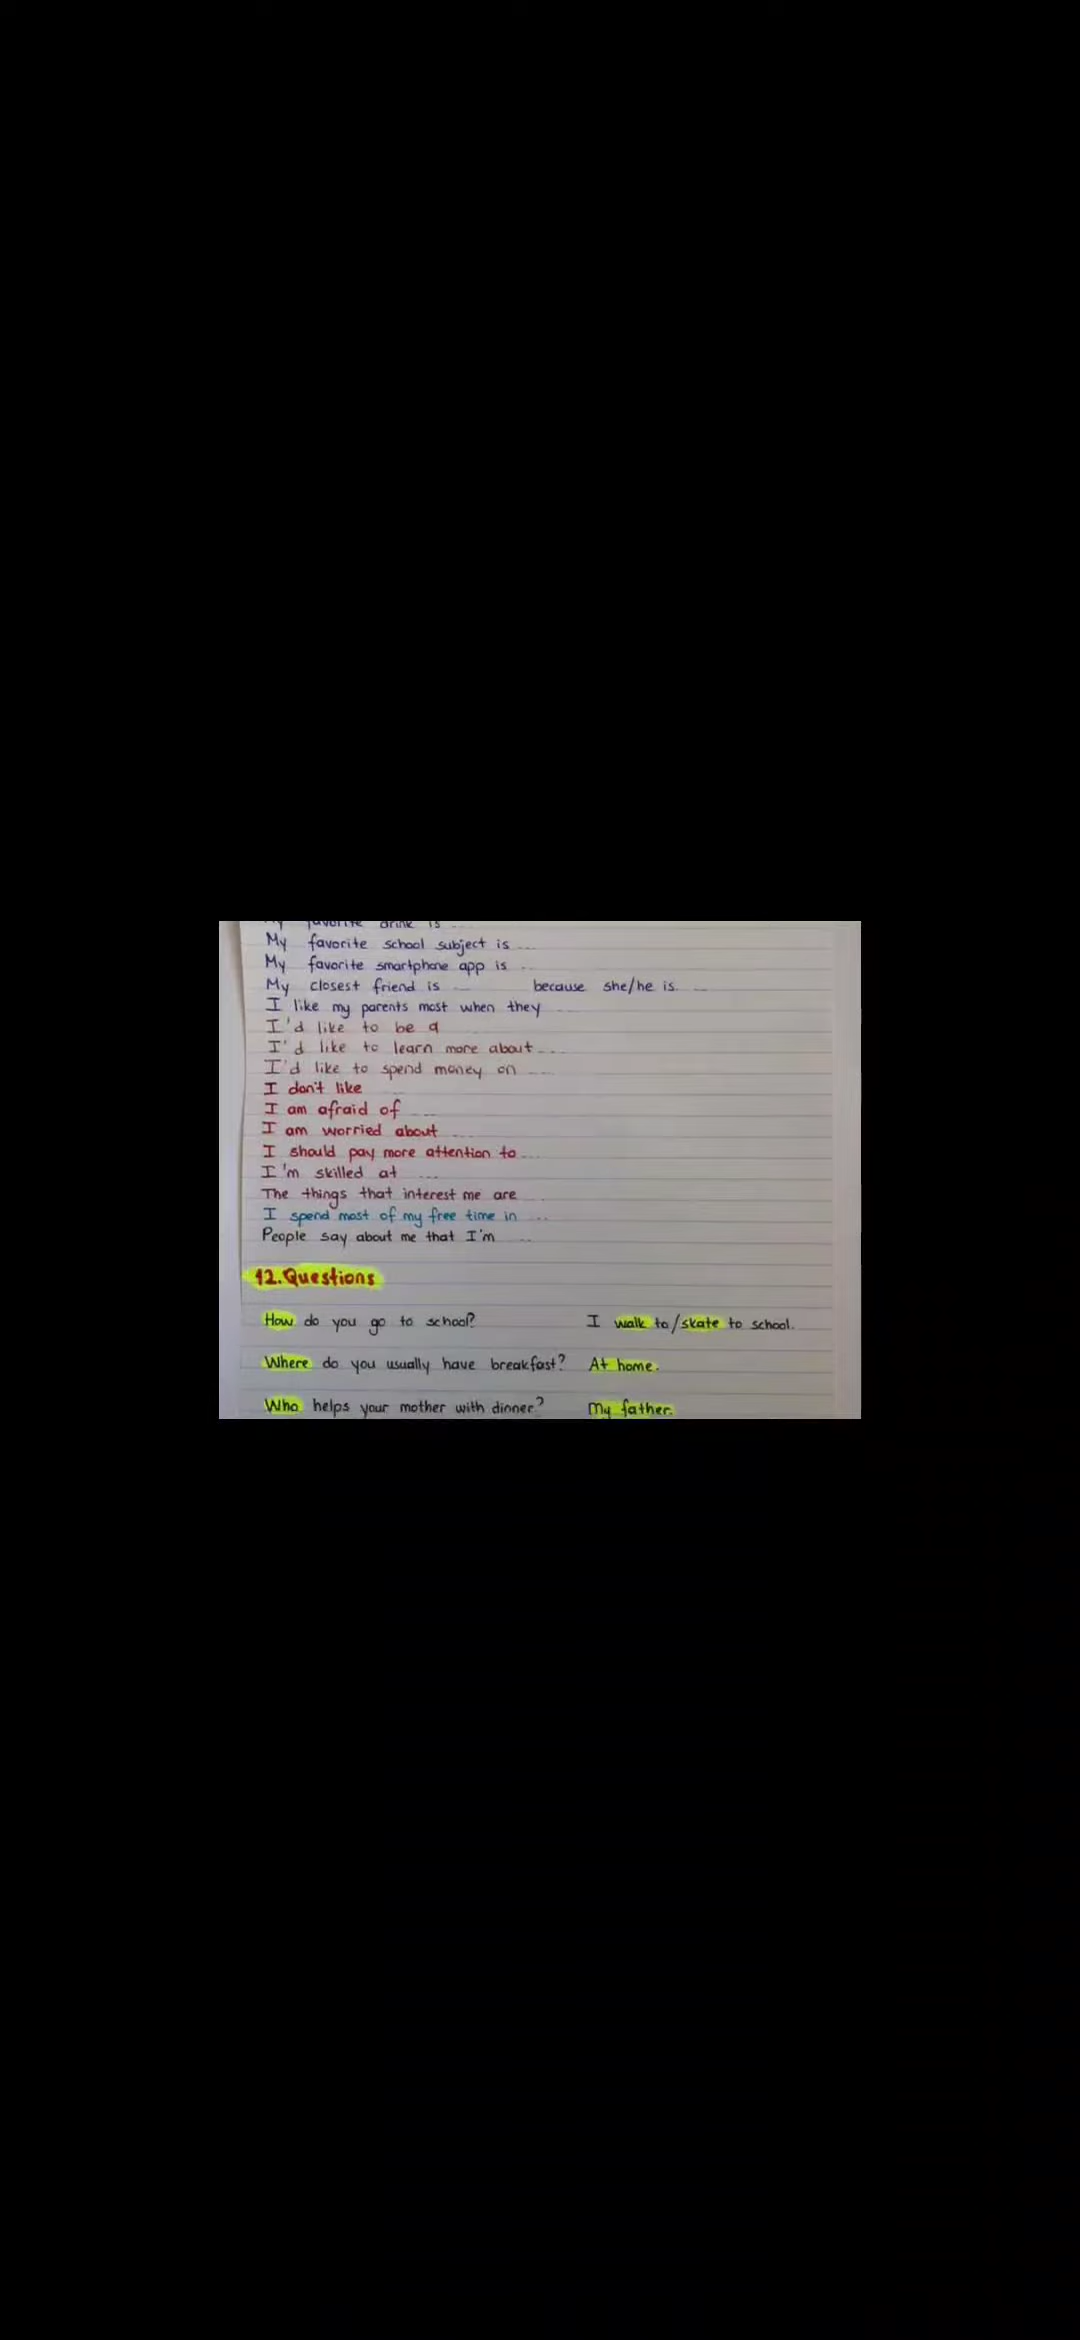 My favorite drink is ...
My favorite school subject is ...
My favorite smartphone app is ...
My closest friend is ... because she/he is ...
I like my parents most when they ...
I'd like to be a
I'd like to learn more about ...
I'd like to spend money on ...
I don't like ...
I am afraid of ...
I am worried about ...
I should pay more attention to ...
I'm skilled at ...
The things that interest me are ...
I spend most of my free time in ...
People say about me that I'm ...
12. Questions
How do you go to school? I walk to/skate to school.
Where do you usually have breakfast? At home.
Who helps your mother with dinner? My father.